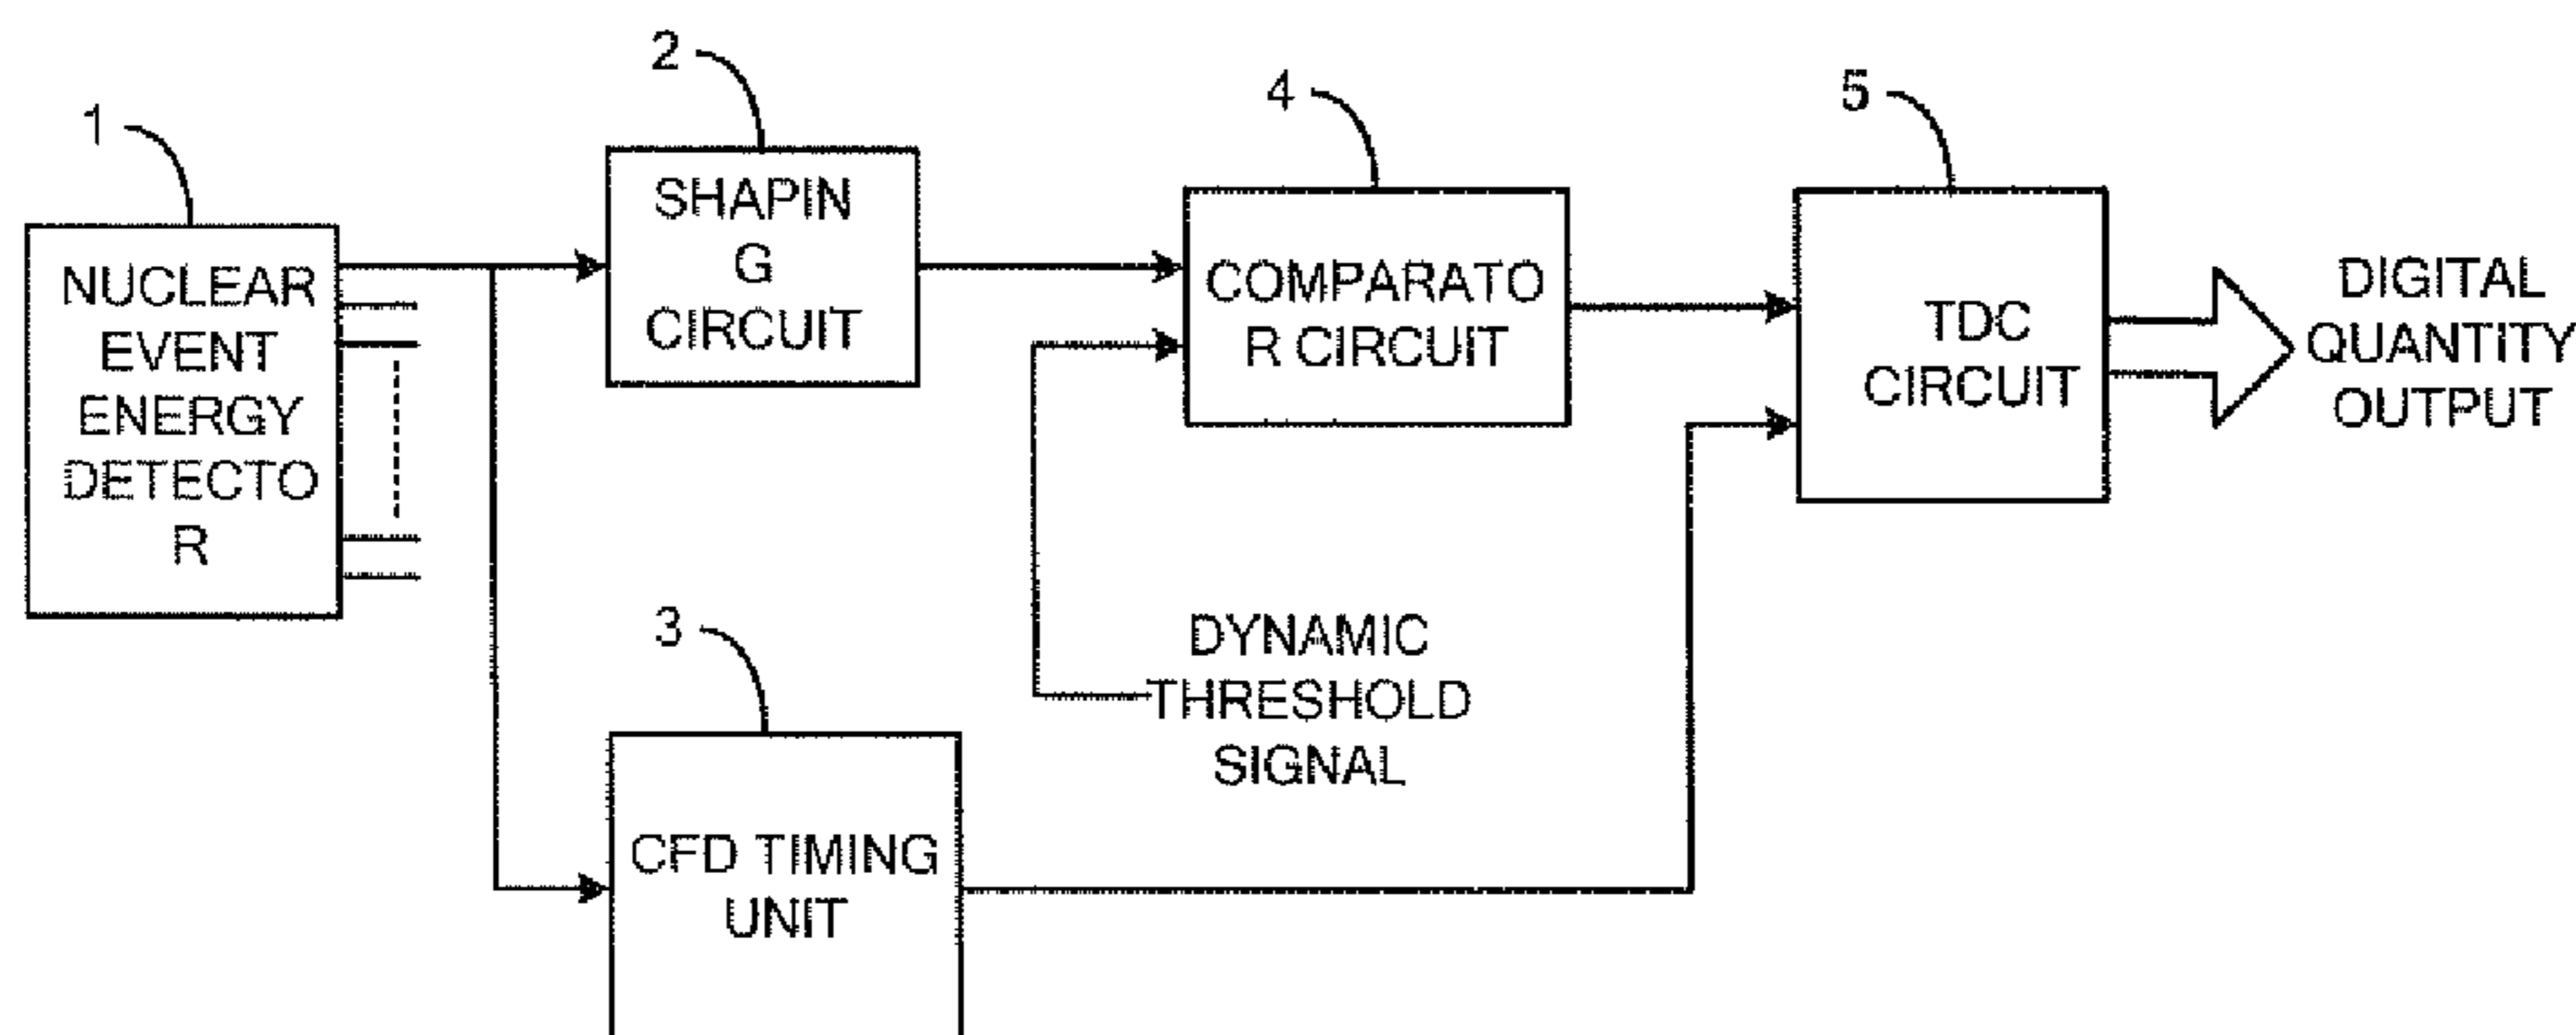 1
NUCLEAR
EVENT
ENERGY
DETECTO
R
2
SHAPIN
G
CIRCUIT
3
CFD TIMING
UNIT
4
COMPARATO
R CIRCUIT
DYNAMIC
THRESHOLD
SIGNAL
5
TDC
CIRCUIT
DIGITAL
QUANTITY
OUTPUT